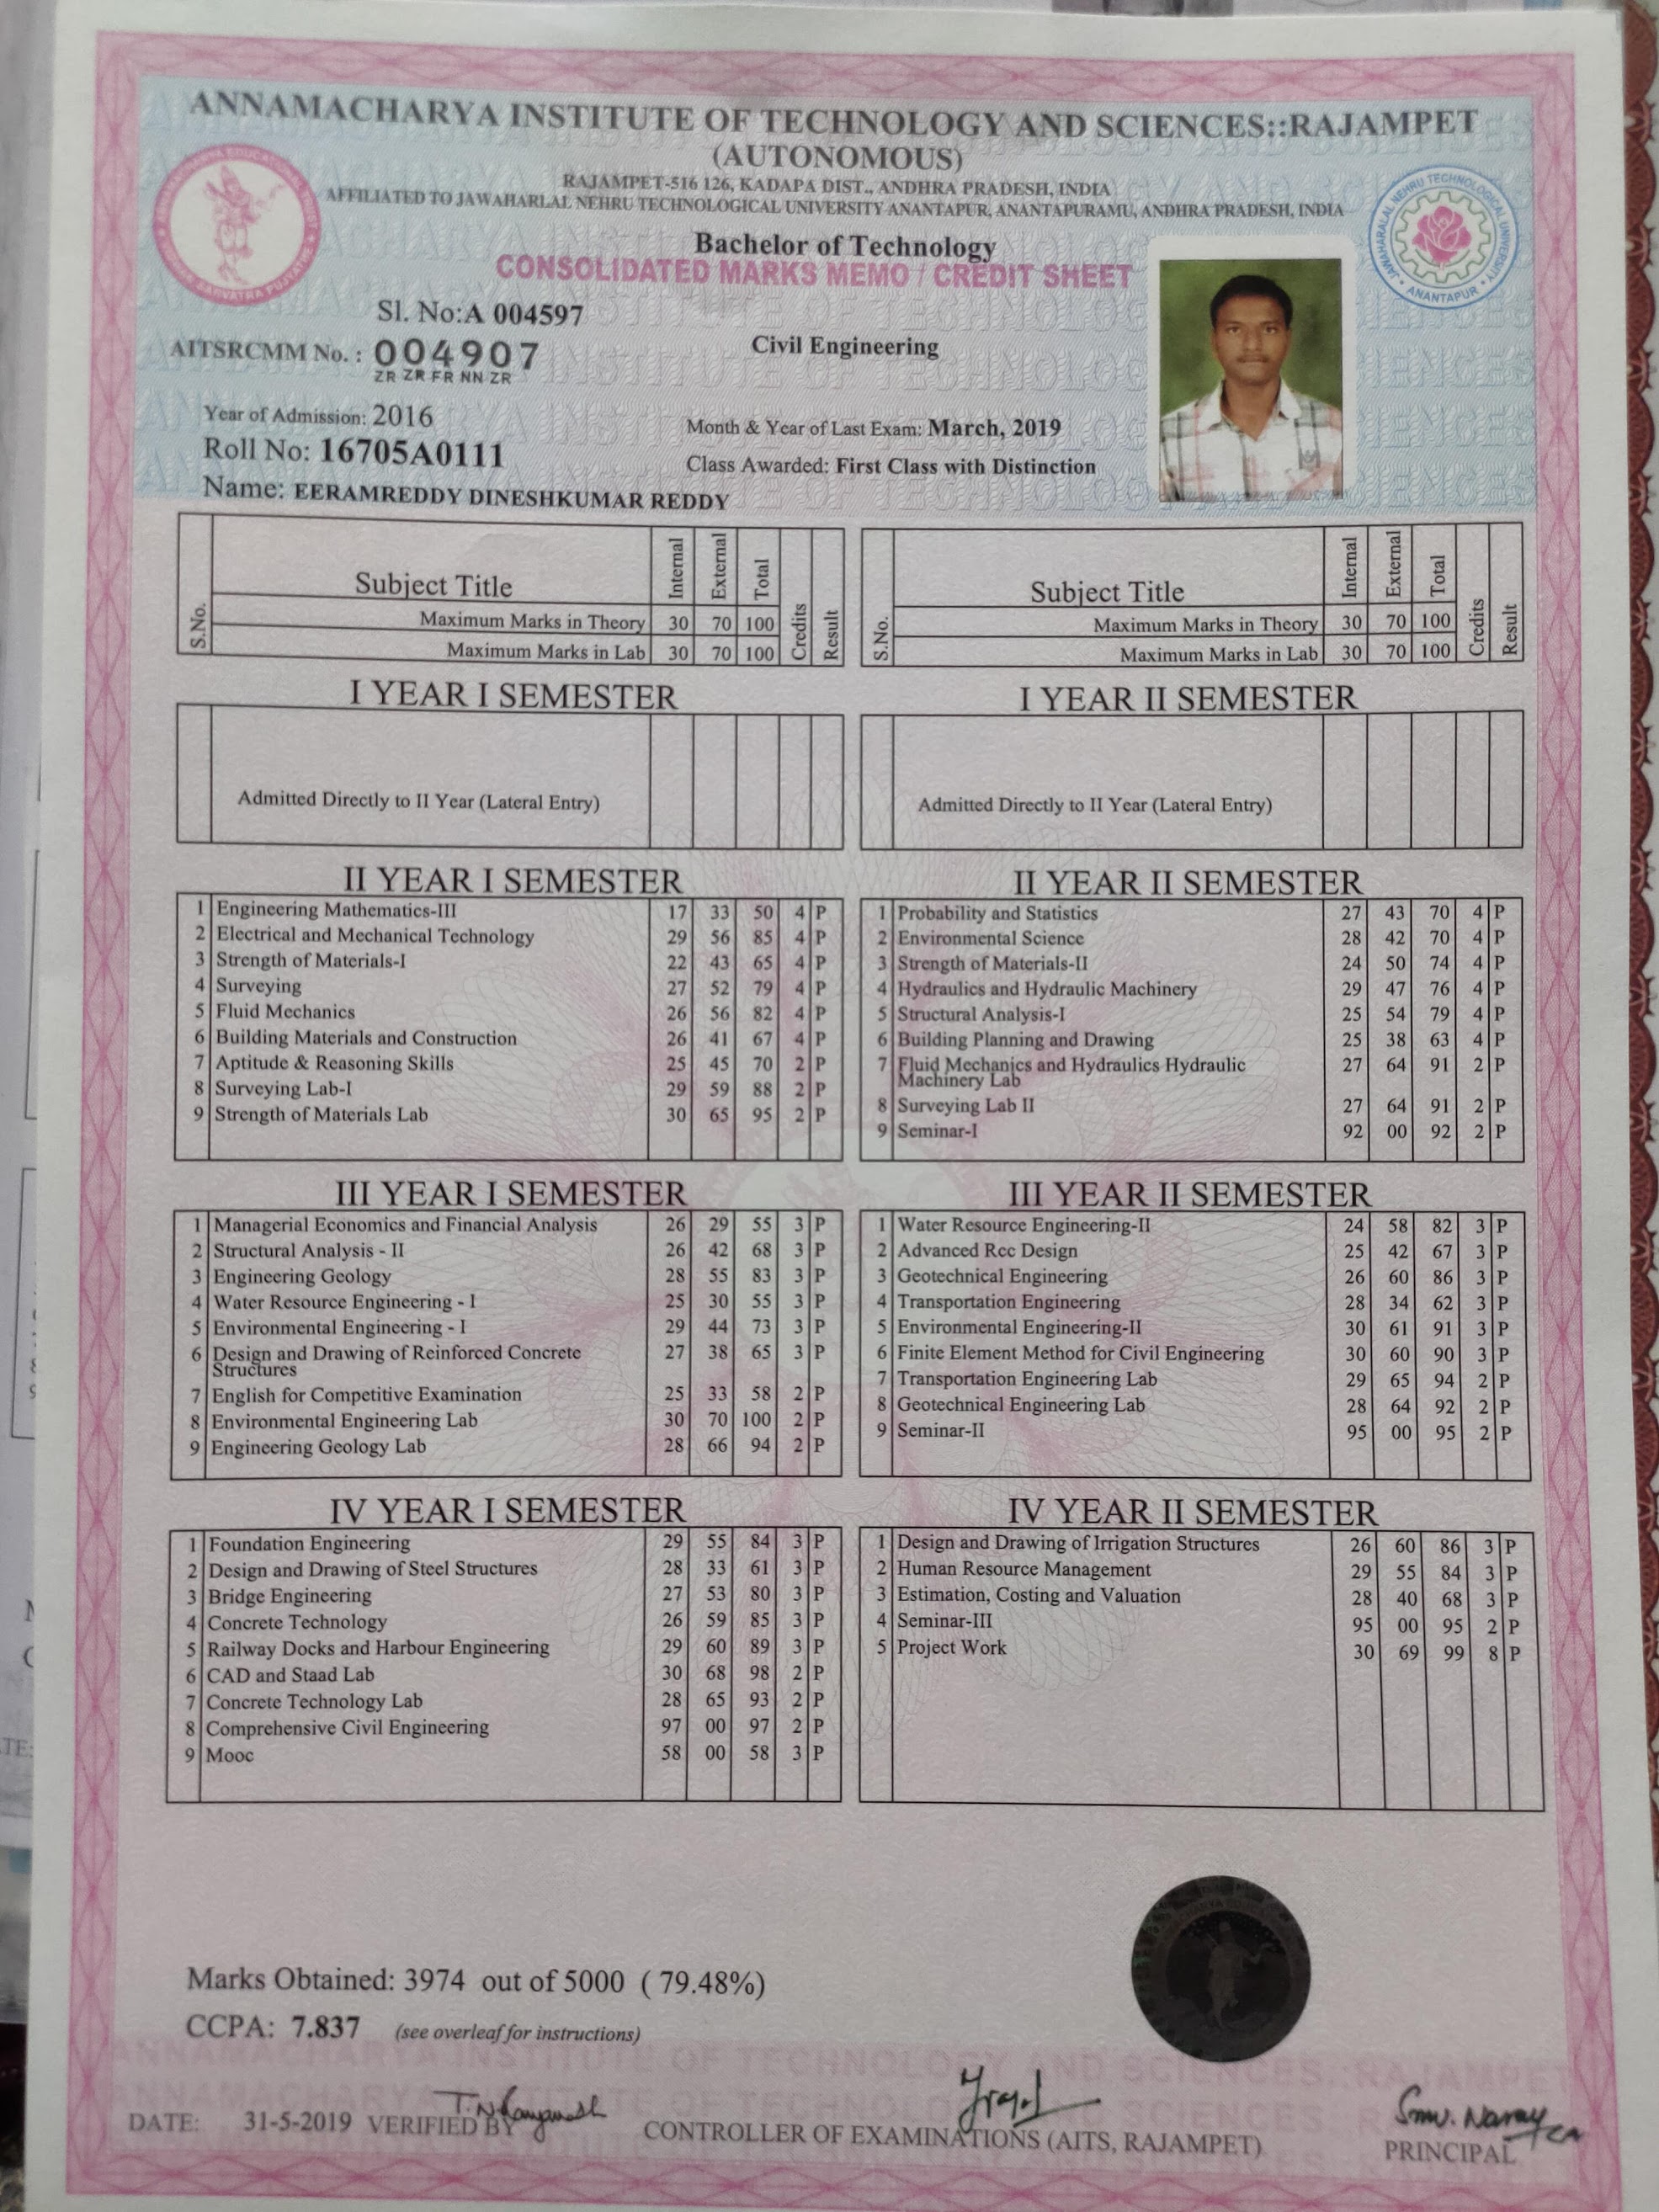 ANNAMACHARYA INSTITUTE OF TECHNOLOGY AND SCIENCES::RAJAMPET
(AUTONOMOUS)
RAJAMPET-516 126, KADAPA DIST., ANDHRA PRADESH, INDIA
AFFILIATED TO JAWAHARLAL NEHRU TECHNOLOGICAL UNIVERSITY ANANTAPUR, ANANTAPURAMU, ANDHRA PRADESH, INDIA
JAWAHARLAL NEHRU TECHNOLOGICAL UNIVERSITY
ANANTAPUR
Bachelor of Technology
CONSOLIDATED MARKS MEMO / CREDIT SHEET
Sl. No:A 004597
AITSRCMM No. : 004907
ZR ZR FR NN ZR
Civil Engineering
Year of Admission: 2016
Month & Year of Last Exam: March, 2019
Roll No: 16705A0111
Class Awarded: First Class with Distinction
Name: EERAMREDDY DINESHKUMAR REDDY
S.No. Subject Title Internal External Total Credits Result
Maximum Marks in Theory 30 70 100
Maximum Marks in Lab 30 70 100
S.No. Subject Title Internal External Total Credits Result
Maximum Marks in Theory 30 70 100
Maximum Marks in Lab 30 70 100
I YEAR I SEMESTER
Admitted Directly to II Year (Lateral Entry)
I YEAR II SEMESTER
Admitted Directly to II Year (Lateral Entry)
II YEAR I SEMESTER
1 Engineering Mathematics-III 17 33 50 4 P
2 Electrical and Mechanical Technology 29 56 85 4 P
3 Strength of Materials-I 22 43 65 4 P
4 Surveying 27 52 79 4 P
5 Fluid Mechanics 26 56 82 4 P
6 Building Materials and Construction 26 41 67 4 P
7 Aptitude & Reasoning Skills 25 45 70 2 P
8 Surveying Lab-I 29 59 88 2 P
9 Strength of Materials Lab 30 65 95 2 P
II YEAR II SEMESTER
1 Probability and Statistics 27 43 70 4 P
2 Environmental Science 28 42 70 4 P
3 Strength of Materials-II 24 50 74 4 P
4 Hydraulics and Hydraulic Machinery 29 47 76 4 P
5 Structural Analysis-I 25 54 79 4 P
6 Building Planning and Drawing 25 38 63 4 P
7 Fluid Mechanics and Hydraulics Hydraulic 27 64 91 2 P
Machinery Lab
8 Surveying Lab II 27 64 91 2 P
9 Seminar-I 92 00 92 2 P
III YEAR I SEMESTER
1 Managerial Economics and Financial Analysis 26 29 55 3 P
2 Structural Analysis - II 26 42 68 3 P
3 Engineering Geology 28 55 83 3 P
4 Water Resource Engineering - I 25 30 55 3 P
5 Environmental Engineering - I 29 44 73 3 P
6 Design and Drawing of Reinforced Concrete 27 38 65 3 P
Structures
7 English for Competitive Examination 25 33 58 2 P
8 Environmental Engineering Lab 30 70 100 2 P
9 Engineering Geology Lab 28 66 94 2 P
III YEAR II SEMESTER
1 Water Resource Engineering-II 24 58 82 3 P
2 Advanced Rcc Design 25 42 67 3 P
3 Geotechnical Engineering 26 60 86 3 P
4 Transportation Engineering 28 34 62 3 P
5 Environmental Engineering-II 30 61 91 3 P
6 Finite Element Method for Civil Engineering 30 60 90 3 P
7 Transportation Engineering Lab 29 65 94 2 P
8 Geotechnical Engineering Lab 28 64 92 2 P
9 Seminar-II 95 00 95 2 P
IV YEAR I SEMESTER
1 Foundation Engineering 29 55 84 3 P
2 Design and Drawing of Steel Structures 28 33 61 3 P
3 Bridge Engineering 27 53 80 3 P
4 Concrete Technology 26 59 85 3 P
5 Railway Docks and Harbour Engineering 29 60 89 3 P
6 CAD and Staad Lab 30 68 98 2 P
7 Concrete Technology Lab 28 65 93 2 P
8 Comprehensive Civil Engineering 97 00 97 2 P
9 Mooc 58 00 58 3 P
IV YEAR II SEMESTER
1 Design and Drawing of Irrigation Structures 26 60 86 3 P
2 Human Resource Management 29 55 84 3 P
3 Estimation, Costing and Valuation 28 40 68 3 P
4 Seminar-III 95 00 95 2 P
5 Project Work 30 69 99 8 P
Marks Obtained: 3974 out of 5000 ( 79.48%)
CCPA: 7.837 (see overleaf for instructions)
DATE: 31-5-2019 VERIFIED BY
CONTROLLER OF EXAMINATIONS (AITS, RAJAMPET)
PRINCIPAL